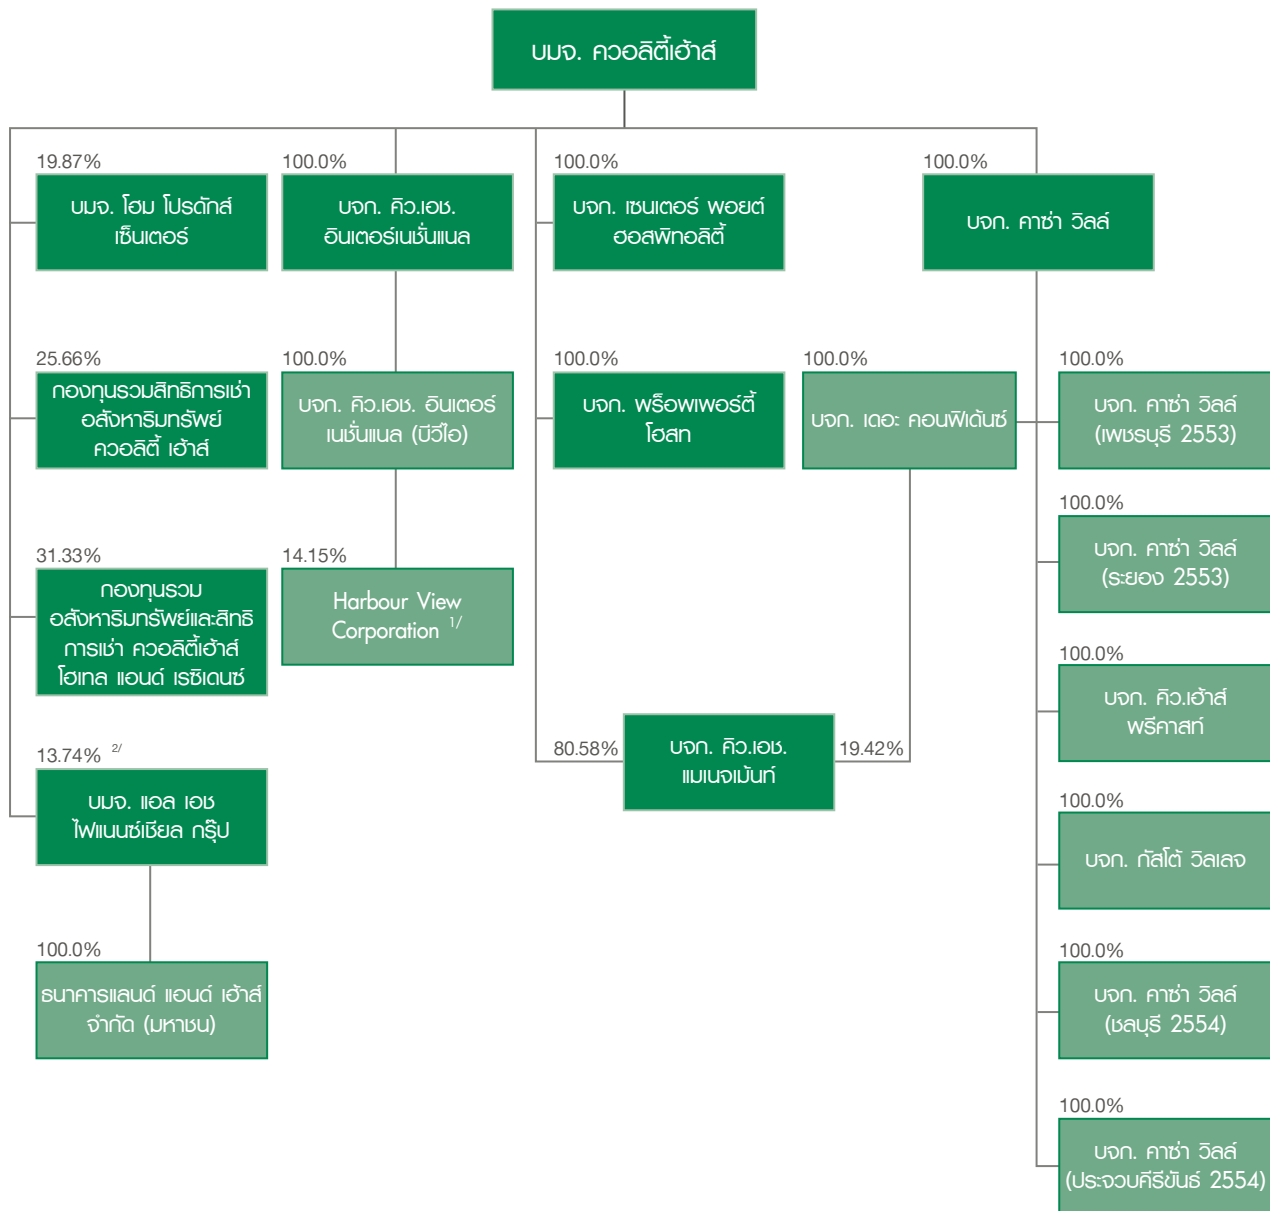 บมจ. ควอลิตี้เฮ้าส์
19.87%
บมจ. โฮม โปรดักส์
เซ็นเตอร์
100.0%
บจก. คิว.เอช.
อินเตอร์เนชั่นแนล
100.0%
บจก. เซนเตอร์ พอยต์
ฮอสพิทอลิตี้
100.0%
บจก. คาซ่า วิลล์
25.66%
กองทุนรวมสิทธิการเช่า
อสังหาริมทรัพย์
ควอลิตี้ เฮ้าส์
100.0%
บจก. คิว.เอช. อินเตอร์
เนชั่นแนล (บีวีไอ)
100.0%
บจก. พร็อพเพอร์ตี้
โฮสท
100.0%
บจก. เดอะ คอนฟิเด้นซ์
100.0%
บจก. คาซ่า วิลล์
(เพชรบุรี 2553)
100.0%
บจก. คาซ่า วิลล์
(ระยอง 2553)
31.33%
กองทุนรวม
อสังหาริมทรัพย์และสิทธิ
การเช่า ควอลิตี้เฮ้าส์
โฮเทล แอนด์ เรซิเดนซ์
14.15%
Harbour View
Corporation 1/
100.0%
บจก. คิว.เฮ้าส์
พรีคาสท์
13.74% 2/
บมจ. แอล เอช
ไฟแนนซ์เชียล กรุ๊ป
80.58%
บจก. คิว.เอช.
แมเนจเม้นท์
19.42%
100.0%
บจก. กัสโต้ วิลเลจ
100.0%
ธนาคารแลนด์ แอนด์ เฮ้าส์
จำกัด (มหาชน)
100.0%
บจก. คาซ่า วิลล์
(ชลบุรี 2554)
100.0%
บจก. คาซ่า วิลล์
(ประจวบคีรีขันธ์ 2554)